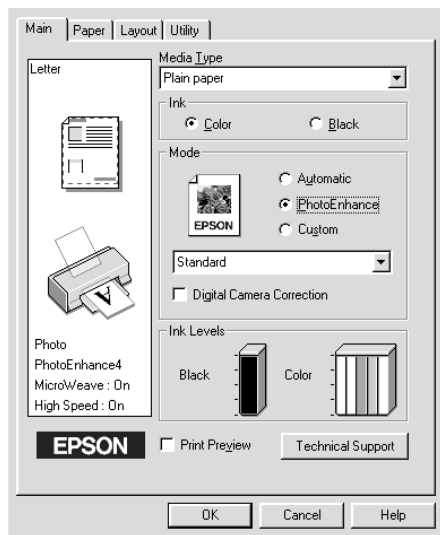 Main Paper Layout Utility
Letter
Media Type
Plain paper
Ink
Color Black
Mode
EPSON
Automatic
PhotoEnhance
Custom
Standard
Digital Camera Correction
A
Photo
PhotoEnhance4
MicroWeave : On
High Speed : On
Ink Levels
Black Color
EPSON
Print Preview Technical Support
OK Cancel Help